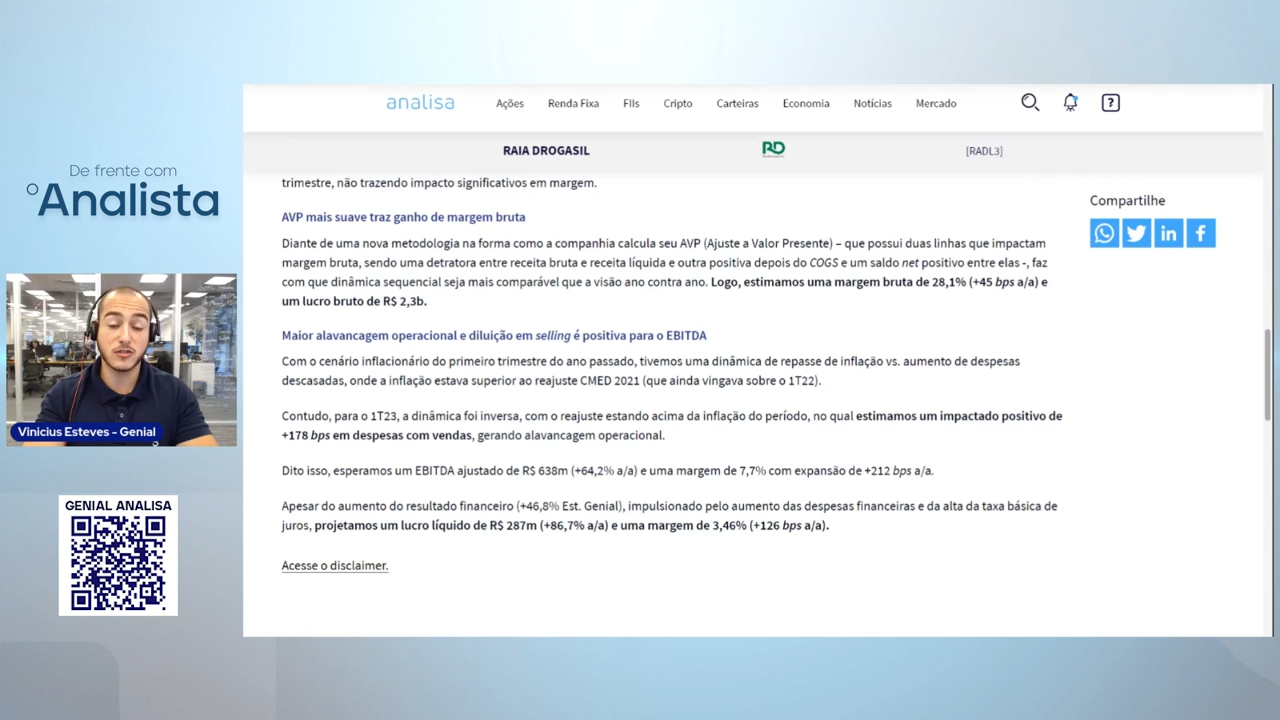 analisa
Ações Renda Fixa FIIs Cripto Carteiras Economia Notícias Mercado
?
RAIA DROGASIL RD [RADL3]
De frente com
o Analista
trimestre, não trazendo impacto significativos em margem.
AVP mais suave traz ganho de margem bruta
Diante de uma nova metodologia na forma como a companhia calcula seu AVP (Ajuste a Valor Presente) – que possui duas linhas que impactam
margem bruta, sendo uma detratora entre receita bruta e receita líquida e outra positiva depois do COGS e um saldo net positivo entre elas -, faz
com que dinâmica sequencial seja mais comparável que a visão ano contra ano. Logo, estimamos uma margem bruta de 28,1% (+45 bps a/a) e
um lucro bruto de R$ 2,3b.
Maior alavancagem operacional e diluição em selling é positiva para o EBITDA
Com o cenário inflacionário do primeiro trimestre do ano passado, tivemos uma dinâmica de repasse de inflação vs. aumento de despesas
descasadas, onde a inflação estava superior ao reajuste CMED 2021 (que ainda vingava sobre o 1T22).
Contudo, para o 1T23, a dinâmica foi inversa, com o reajuste estando acima da inflação do período, no qual estimamos um impactado positivo de
+178 bps em despesas com vendas, gerando alavancagem operacional.
Dito isso, esperamos um EBITDA ajustado de R$ 638m (+64,2% a/a) e uma margem de 7,7% com expansão de +212 bps a/a.
Apesar do aumento do resultado financeiro (+46,8% Est. Genial), impulsionado pelo aumento das despesas financeiras e da alta da taxa básica de
juros, projetamos um lucro líquido de R$ 287m (+86,7% a/a) e uma margem de 3,46% (+126 bps a/a).
Acesse o disclaimer.
Compartilhe
Vinicius Esteves - Genial
GENIAL ANALISA